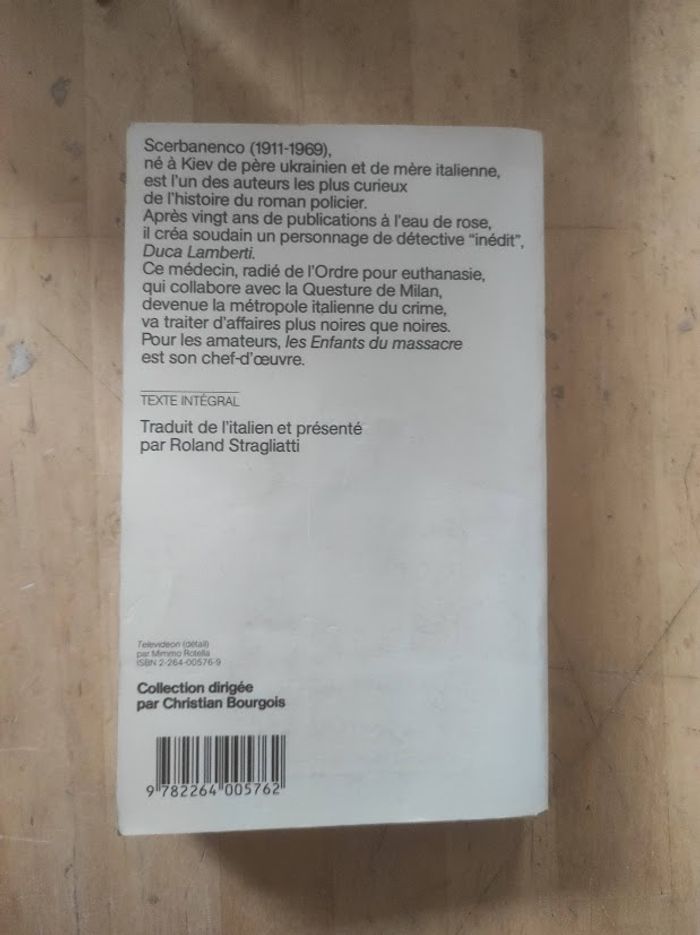 Scerbanenco (1911-1969),
né à Kiev de père ukrainien et de mère italienne,
est l'un des auteurs les plus curieux
de l'histoire du roman policier.
Après vingt ans de publications à l'eau de rose,
il créa soudain un personnage de détective "inédit",
Duca Lamberti.
Ce médecin, radié de l'Ordre pour euthanasie,
qui collabore avec la Questure de Milan,
devenue la métropole italienne du crime,
va traiter d'affaires plus noires que noires.
Pour les amateurs, les Enfants du massacre
est son chef-d'œuvre.
TEXTE INTÉGRAL
Traduit de l'italien et présenté
par Roland Stragliatti
Televideon (détail)
par Mimmo Rotella
ISBN 2-264-00576-9
Collection dirigée
par Christian Bourgois
9 782264 005762